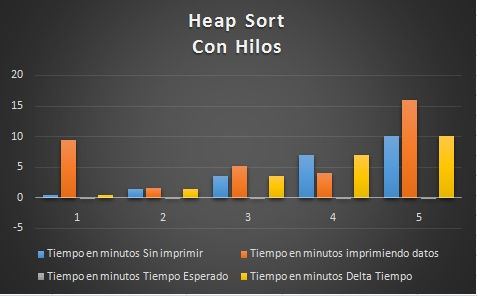 Heap Sort
Con Hilos
20
15
10
5
0
-5
1 2 3 4 5
Tiempo en minutos Sin imprimir Tiempo en minutos imprimiendo datos
Tiempo en minutos Tiempo Esperado Tiempo en minutos Delta Tiempo